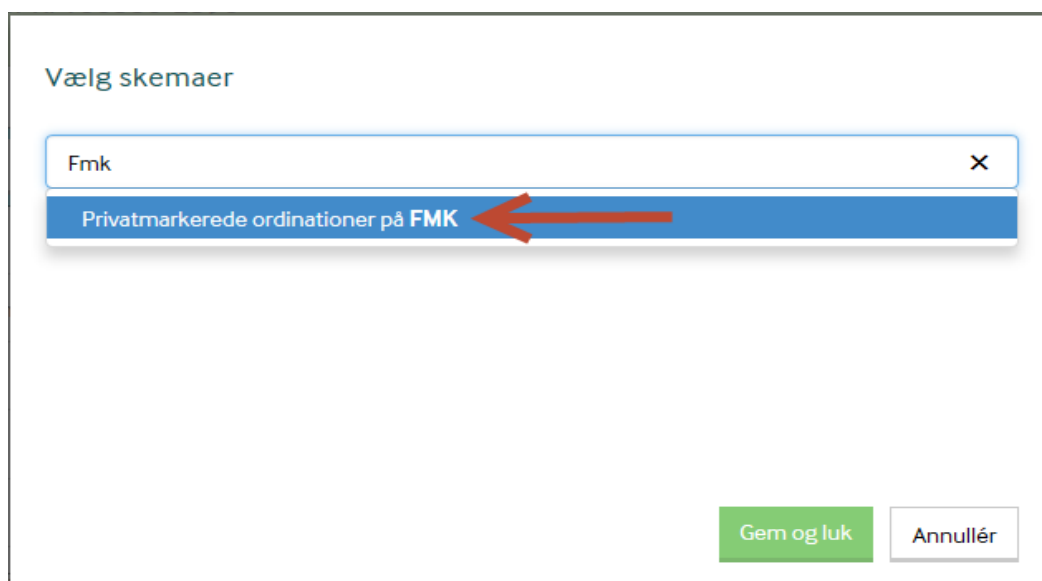 Vælg skemaer
Fmk
Privatmarkerede ordinationer på FMK
Gem og luk
Annullér